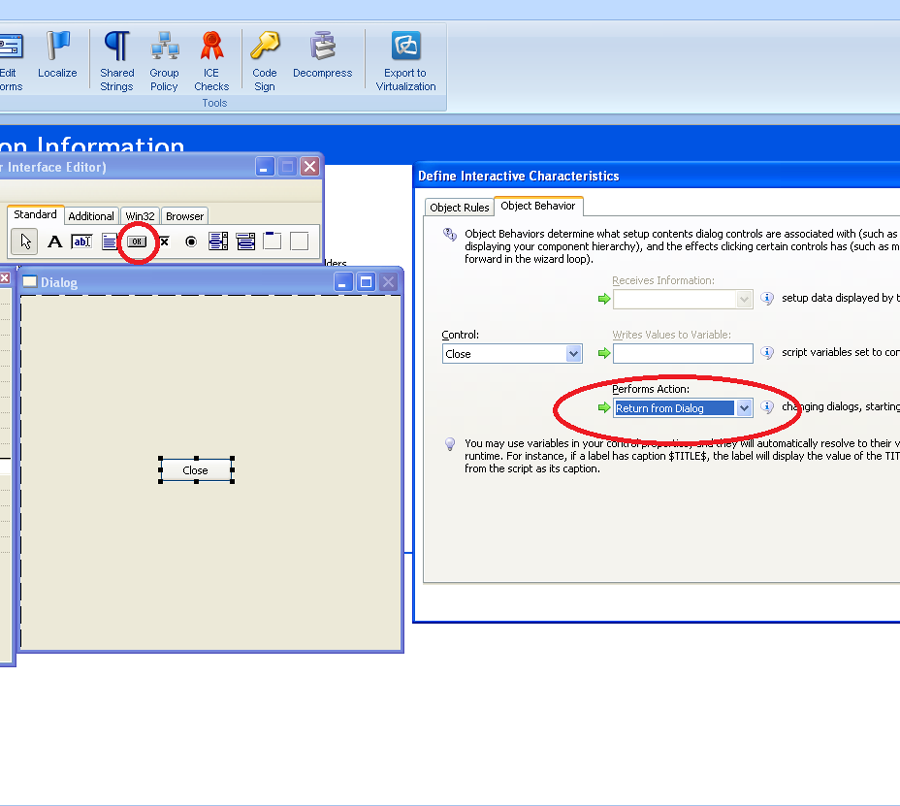 Edit
orms
Localize
Shared
Strings
Group
Policy
ICE
Checks
Code
Sign
Decompress
Export to
Virtualization
Tools
on Information
r Interface Editor)
Standard
Additional
Win32
Browser
A
ab
OK
lders
Dialog
Close
Define Interactive Characteristics
Object Rules
Object Behavior
Object Behaviors determine what setup contents dialog controls are associated with (such as
displaying your component hierarchy), and the effects clicking certain controls has (such as m
forward in the wizard loop).
Receives Information:
setup data displayed by t
Control:
Writes Values to Variable:
Close
script variables set to con
Performs Action:
Return from Dialog
changing dialogs, starting
You may use variables in your control properties, and they will automatically resolve to their v
runtime. For instance, if a label has caption $TITLE$, the label will display the value of the TIT
from the script as its caption.